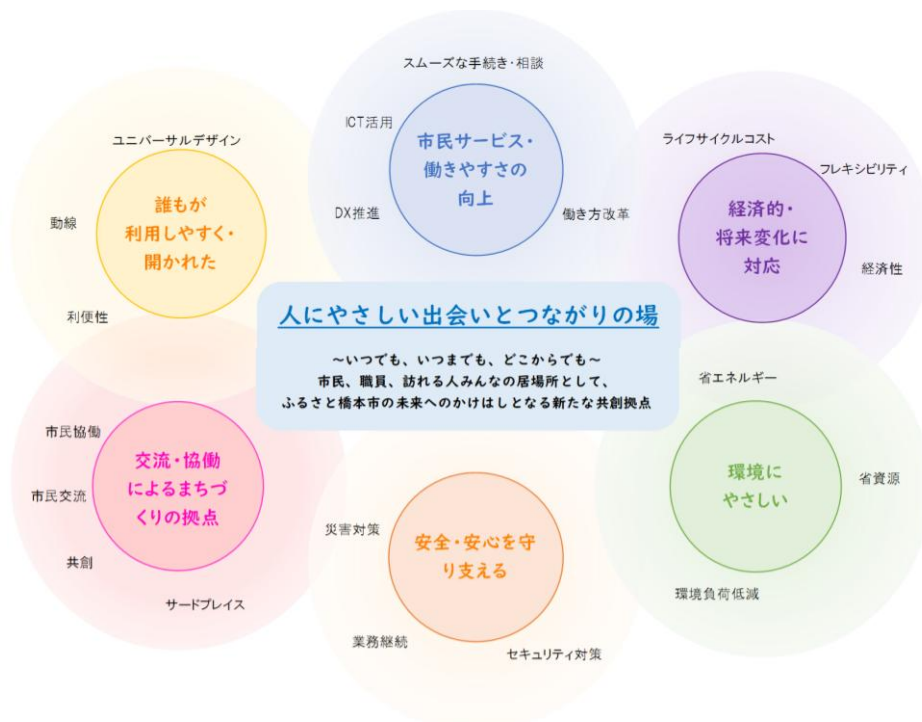 スムーズな手続き・相談
ICT活用
市民サービス・
働きやすさの
向上
DX推進
働き方改革
ユニバーサルデザイン
誰もが
利用しやすく・
開かれた
動線
利便性
ライフサイクルコスト
フレキシビリティ
経済的・
将来変化に
対応
経済性
人にやさしい出会いとつながりの場
～いつでも、いつまでも、どこからでも～
市民、職員、訪れる人みんなの居場所として、
ふるさと橋本市の未来へのかけはしとなる新たな共創拠点
市民協働
交流・協働
によるまちづ
くりの拠点
市民交流
共創
サードプレイス
災害対策
安全・安心を守
り支える
業務継続
セキュリティ対策
省エネルギー
環境に
やさしい
省資源
環境負荷低減